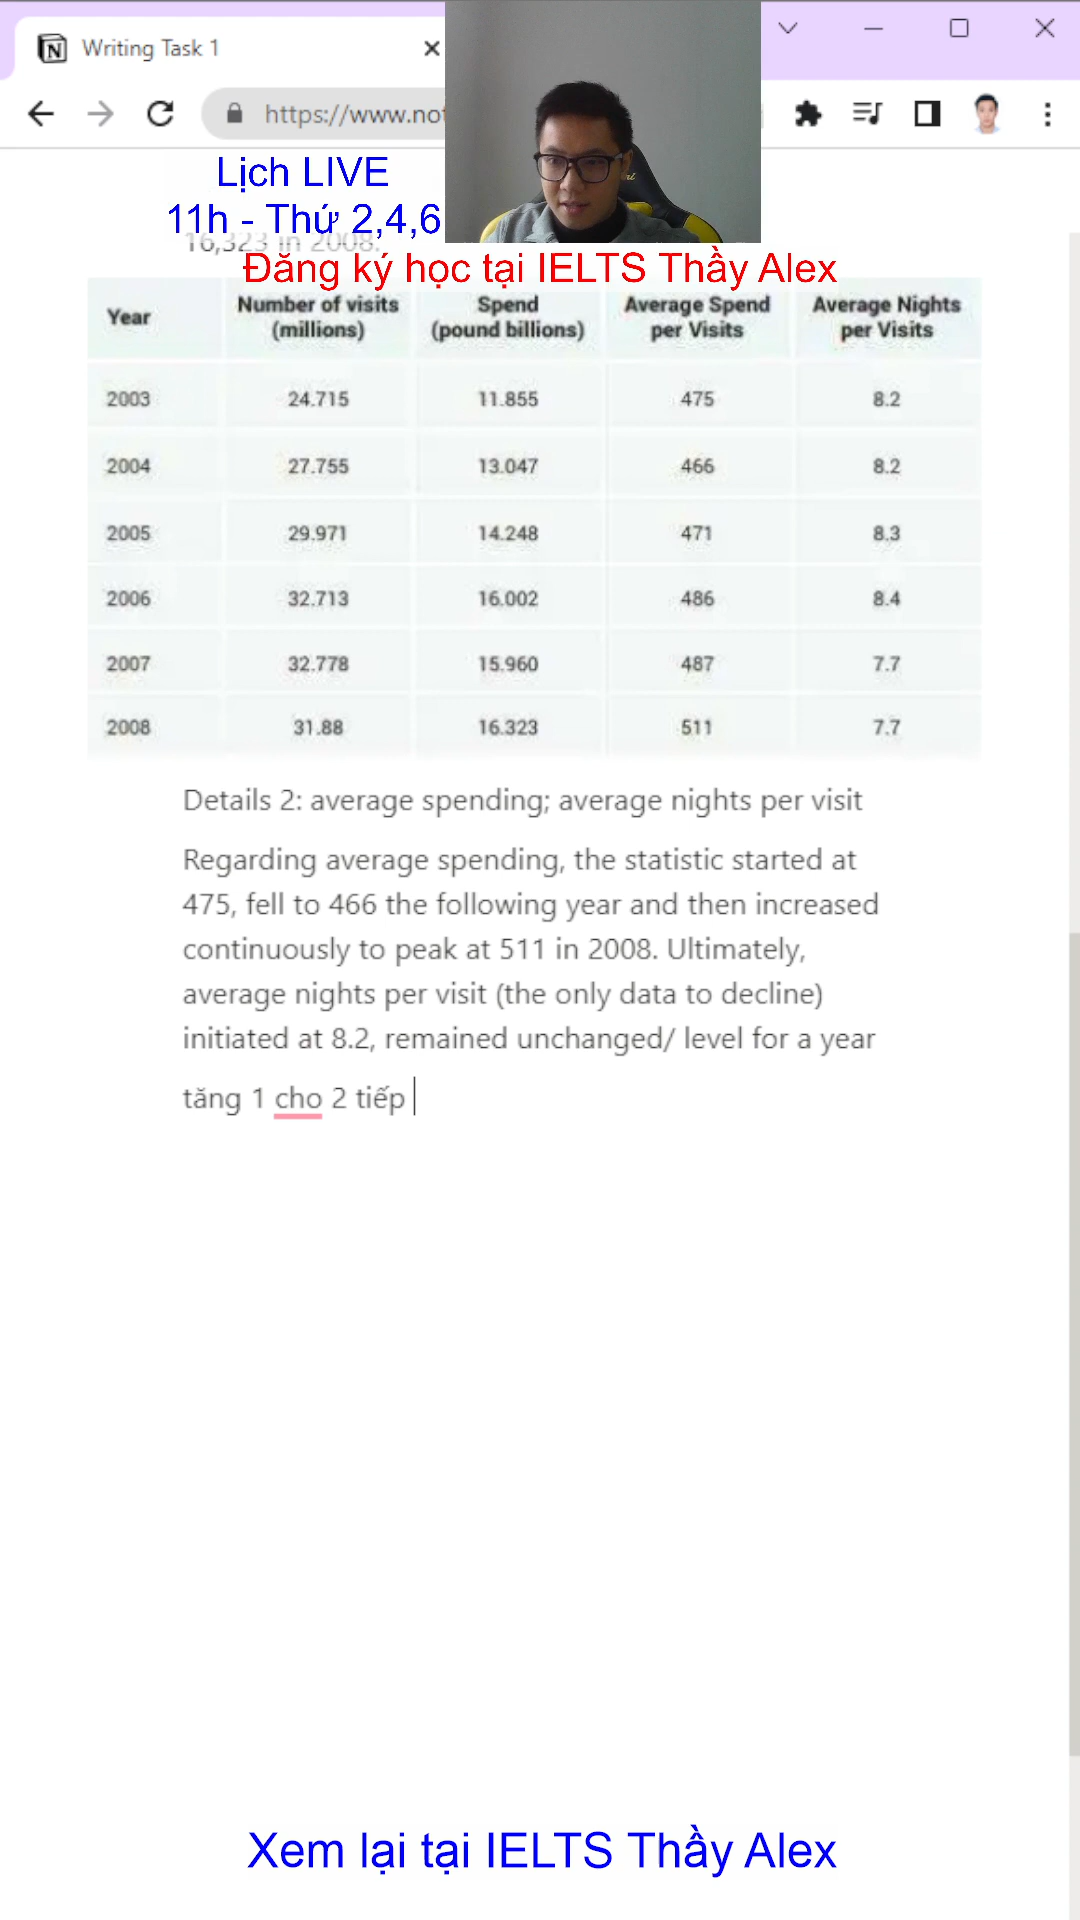 Writing Task 1
https://www.not
Lịch LIVE
11h - Thứ 2,4,6
16,323 in 2008.
Đăng ký học tại IELTS Thầy Alex
Year Number of visits (millions) Spend (pound billions) Average Spend per Visits Average Nights per Visits
2003 24.715 11.855 475 8.2
2004 27.755 13.047 466 8.2
2005 29.971 14.248 471 8.3
2006 32.713 16.002 486 8.4
2007 32.778 15.960 487 7.7
2008 31.88 16.323 511 7.7
Details 2: average spending; average nights per visit
Regarding average spending, the statistic started at
475, fell to 466 the following year and then increased
continuously to peak at 511 in 2008. Ultimately,
average nights per visit (the only data to decline)
initiated at 8.2, remained unchanged/ level for a year
tăng 1 cho 2 tiếp
Xem lại tại IELTS Thầy Alex